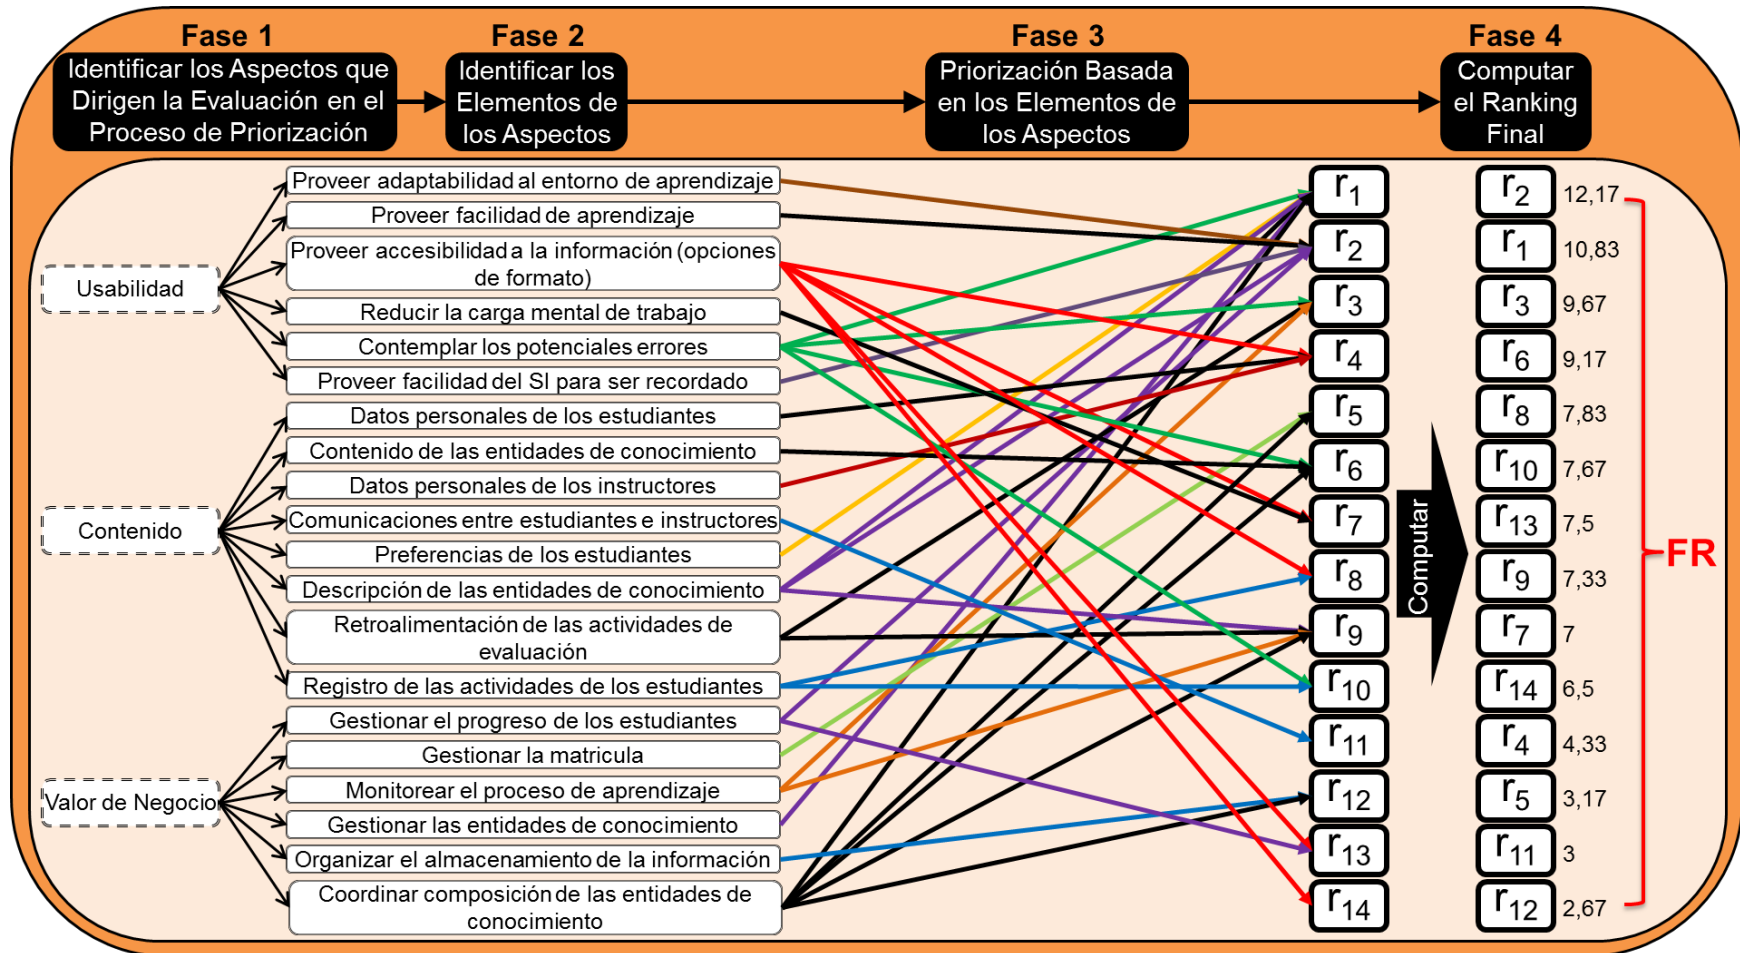 Fase 1
Identificar los Aspectos que
Dirigen la Evaluación en el
Proceso de Priorización
Fase 2
Identificar los
Elementos de
los Aspectos
Fase 3
Priorización Basada
en los Elementos de
los Aspectos
Fase 4
Computar
el Ranking
Final
Usabilidad
Contenido
Valor de Negocio
Proveer adaptabilidad al entorno de aprendizaje
Proveer facilidad de aprendizaje
Proveer accesibilidad a la información (opciones
de formato)
Reducir la carga mental de trabajo
Contemplar los potenciales errores
Proveer facilidad del SI para ser recordado
Datos personales de los estudiantes
Contenido de las entidades de conocimiento
Datos personales de los instructores
Comunicaciones entre estudiantes e instructores
Preferencias de los estudiantes
Descripción de las entidades de conocimiento
Retroalimentación de las actividades de
evaluación
Registro de las actividades de los estudiantes
Gestionar el progreso de los estudiantes
Gestionar la matricula
Monitorear el proceso de aprendizaje
Gestionar las entidades de conocimiento
Organizar el almacenamiento de la información
Coordinar composición de las entidades de
conocimiento
r1
r2
r3
r4
r5
r6
r7
r8
r9
r10
r11
r12
r13
r14
Computar
r2 12,17
r1 10,83
r3 9,67
r6 9,17
r8 7,83
r10 7,67
r13 7,5
r9 7,33
r7 7
r14 6,5
r4 4,33
r5 3,17
r11 3
r12 2,67
FR